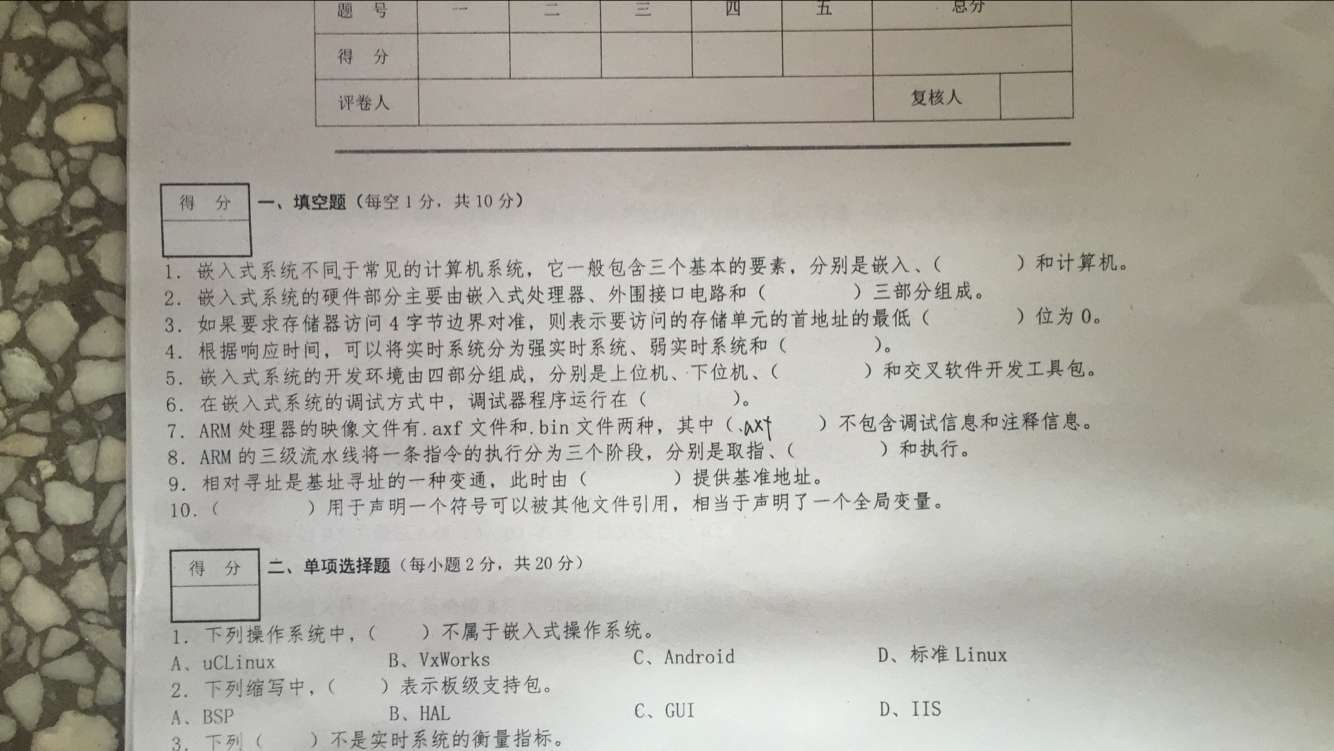 题 号 一 二 三 四 五 总分
得 分
评卷人 复核人
得 分 一、填空题（每空1分，共10分）
1. 嵌入式系统不同于常见的计算机系统，它一般包含三个基本的要素，分别是嵌入、（ ）和计算机。
2. 嵌入式系统的硬件部分主要由嵌入式处理器、外围接口电路和（ ）三部分组成。
3. 如果要求存储器访问4字节边界对准，则表示要访问的存储单元的首地址的最低（ ）位为0。
4. 根据响应时间，可以将实时系统分为强实时系统、弱实时系统和（ ）。
5. 嵌入式系统的开发环境由四部分组成，分别是上位机、下位机、（ ）和交叉软件开发工具包。
6. 在嵌入式系统的调试方式中，调试器程序运行在（ ）。
7. ARM处理器的映像文件有.axf文件和.bin文件两种，其中（.axf ）不包含调试信息和注释信息。
8. ARM的三级流水线将一条指令的执行分为三个阶段，分别是取指、（ ）和执行。
9. 相对寻址是基址寻址的一种变通，此时由（ ）提供基准地址。
10.（ ）用于声明一个符号可以被其他文件引用，相当于声明了一个全局变量。
得 分 二、单项选择题（每小题2分，共20分）
1. 下列操作系统中，（ ）不属于嵌入式操作系统。
A、uCLinux B、VxWorks C、Android D、标准Linux
2. 下列缩写中，（ ）表示板级支持包。
A、BSP B、HAL C、GUI D、IIS
3. 下列（ ）不是实时系统的衡量指标。